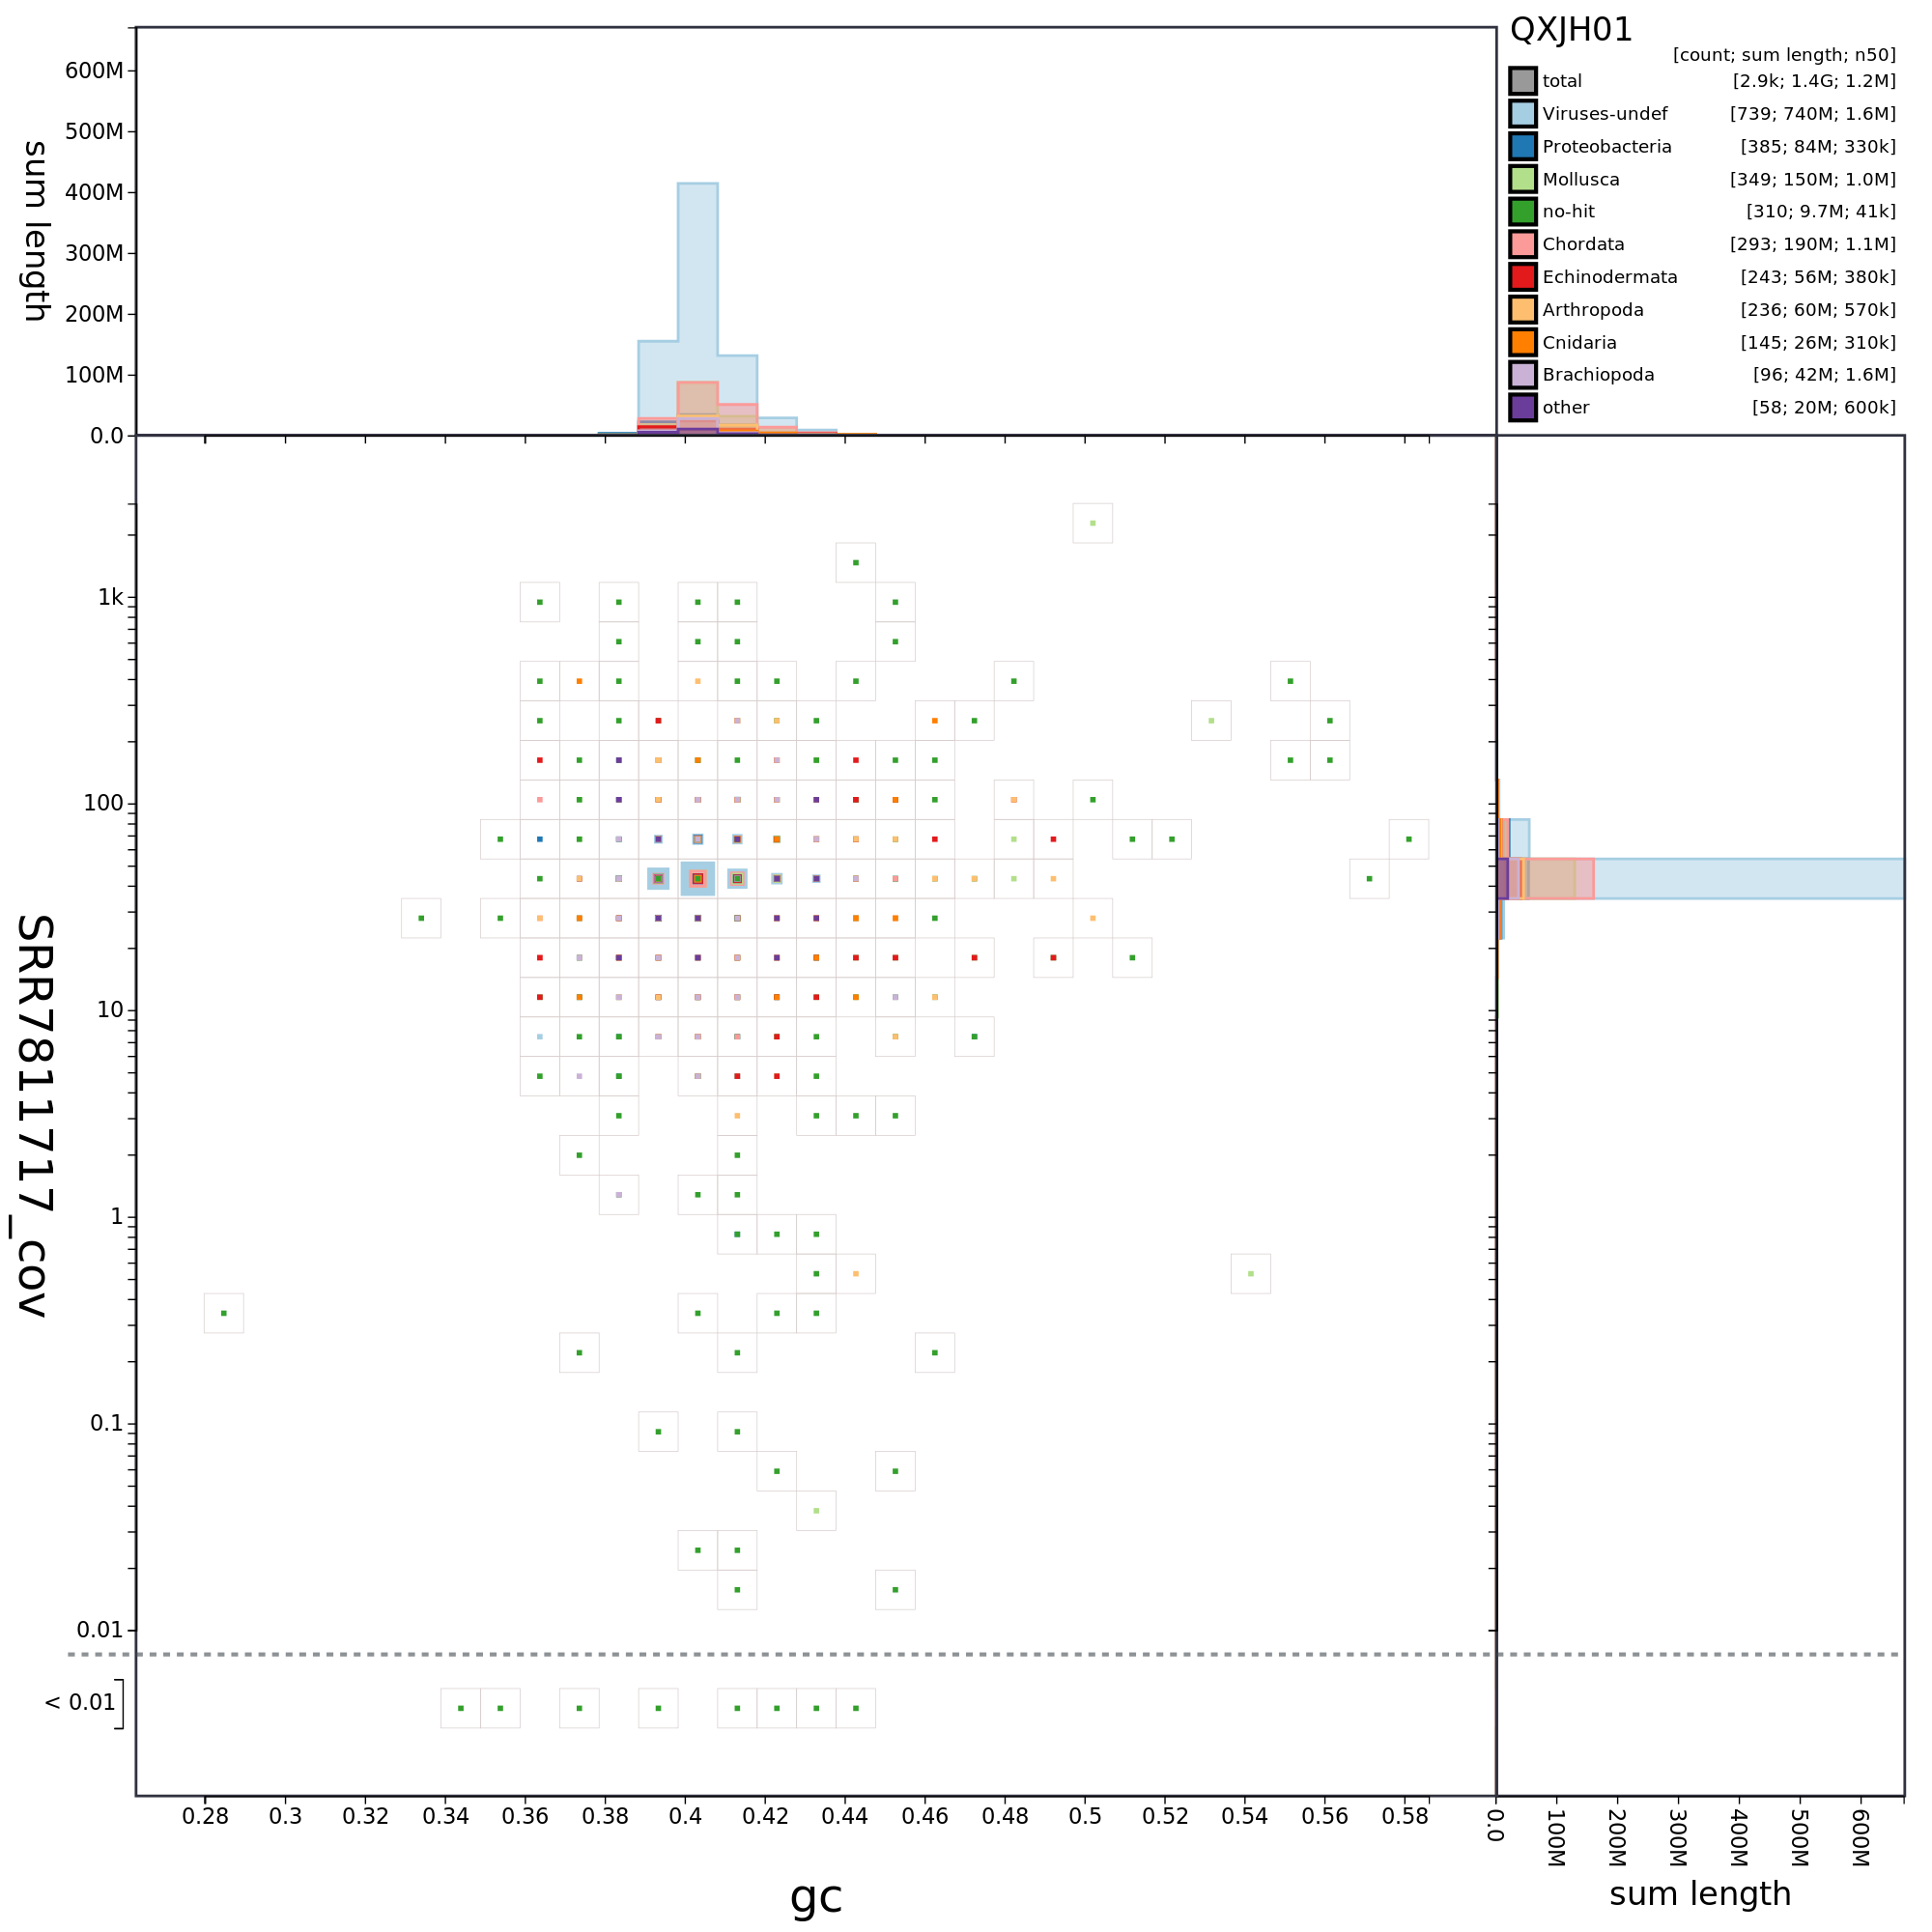 QXJH01
[count; sum length; n50]
total [2.9k; 1.4G; 1.2M]
Viruses-undef [739; 740M; 1.6M]
Proteobacteria [385; 84M; 330k]
Mollusca [349; 150M; 1.0M]
no-hit [310; 9.7M; 41k]
Chordata [293; 190M; 1.1M]
Echinodermata [243; 56M; 380k]
Arthropoda [236; 60M; 570k]
Cnidaria [145; 26M; 310k]
Brachiopoda [96; 42M; 1.6M]
other [58; 20M; 600k]
sum length
600M
500M
400M
300M
200M
100M
0.0
SRR7811717_cov
1k
100
10
1
0.1
0.01
< 0.01
0.28 0.3 0.32 0.34 0.36 0.38 0.4 0.42 0.44 0.46 0.48 0.5 0.52 0.54 0.56 0.58
gc
0.0 100M 200M 300M 400M 500M 600M
sum length